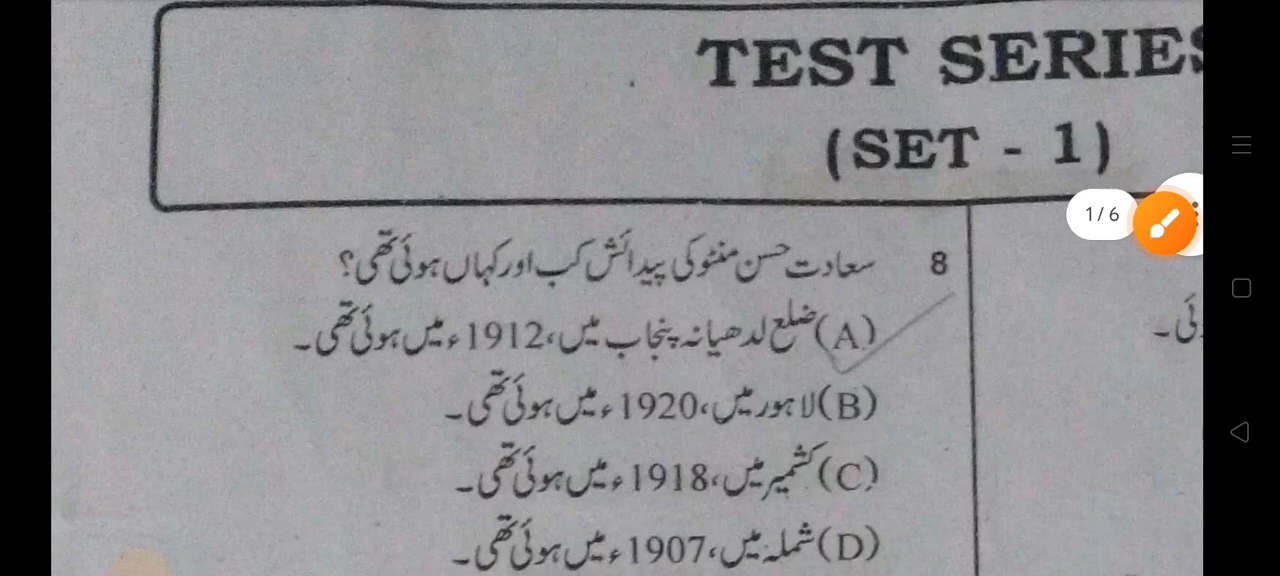 TEST SERIES
(SET - 1)
1/6
8 سعادت حسن منٹو کی پیدائش کب اور کہاں ہوئی تھی؟
(A) ضلع لدھیانہ پنجاب میں، 1912ء میں ہوئی تھی۔
(B) لاہور میں، 1920ء میں ہوئی تھی۔
(C) کشمیر میں، 1918ء میں ہوئی تھی۔
(D) شملہ میں، 1907ء میں ہوئی تھی۔